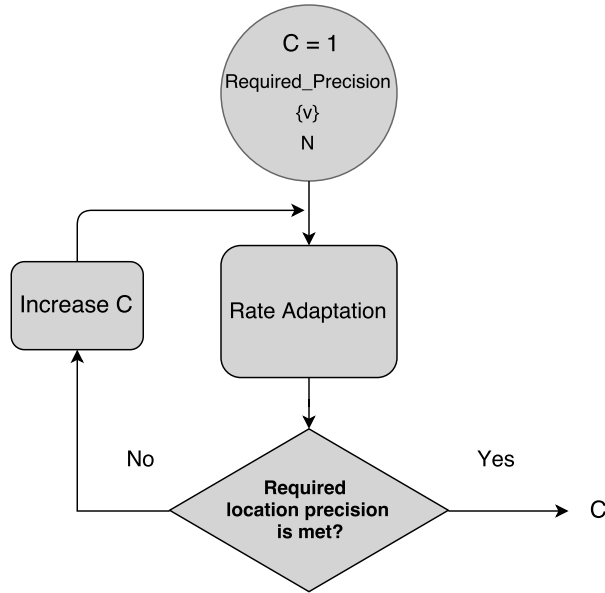 C = 1
Required_Precision
{v}
N
Increase C
Rate Adaptation
No
Yes
Required
location precision
is met?
C